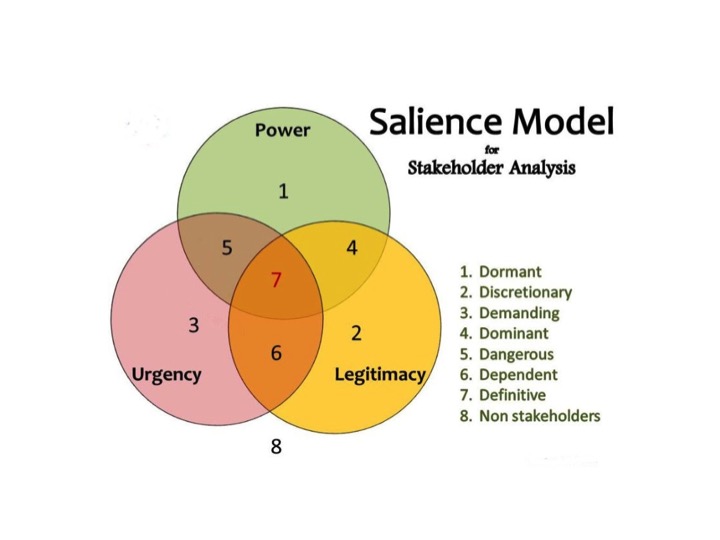 Salience Model
for
Stakeholder Analysis
Power
1
5
4
7
3
2
6
Urgency
Legitimacy
8
1. Dormant
2. Discretionary
3. Demanding
4. Dominant
5. Dangerous
6. Dependent
7. Definitive
8. Non stakeholders